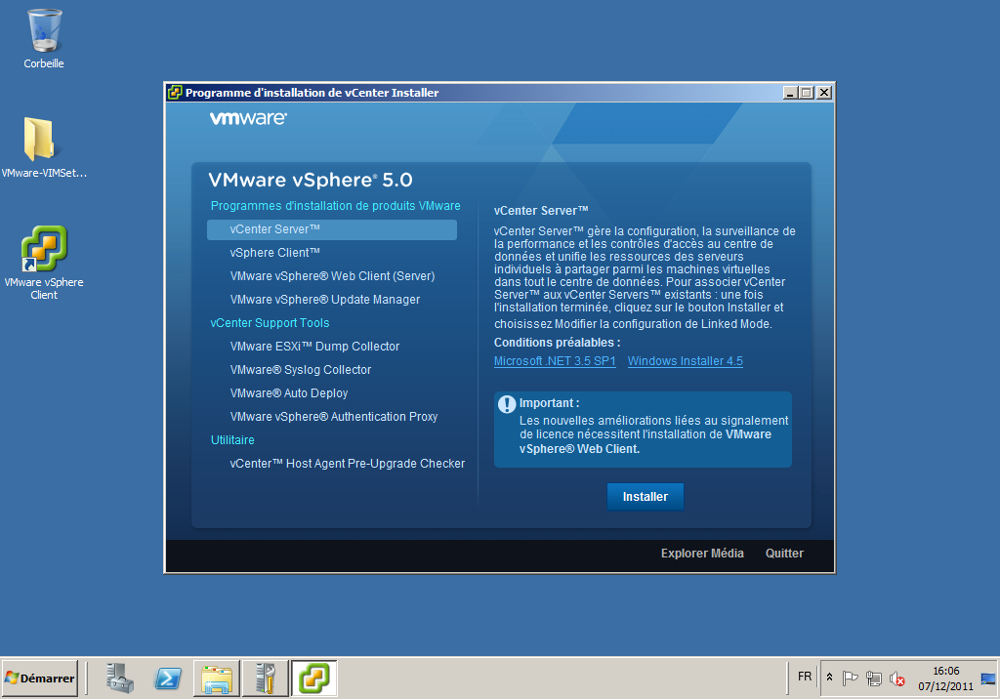 Corbeille
VMware-VIMSet...
VMware vSphere
Client
Programme d'installation de vCenter Installer
vmware®
VMware vSphere® 5.0
Programmes d'installation de produits VMware
vCenter Server™
vSphere Client™
VMware vSphere® Web Client (Server)
VMware vSphere® Update Manager
vCenter Support Tools
VMware ESXi™ Dump Collector
VMware® Syslog Collector
VMware® Auto Deploy
VMware vSphere® Authentication Proxy
Utilitaire
vCenter™ Host Agent Pre-Upgrade Checker
vCenter Server™
vCenter Server™ gère la configuration, la surveillance de
la performance et les contrôles d'accès au centre de
données et unifie les ressources des serveurs
individuels à partager parmi les machines virtuelles
dans tout le centre de données. Pour associer vCenter
Server™ aux vCenter Servers™ existants : une fois
l'installation terminée, cliquez sur le bouton Installer et
choisissez Modifier la configuration de Linked Mode.
Conditions préalables :
Microsoft .NET 3.5 SP1 Windows Installer 4.5
Important :
Les nouvelles améliorations liées au signalement
de licence nécessitent l'installation de VMware
vSphere® Web Client.
Installer
Explorer Média Quitter
Démarrer
FR
16:06
07/12/2011